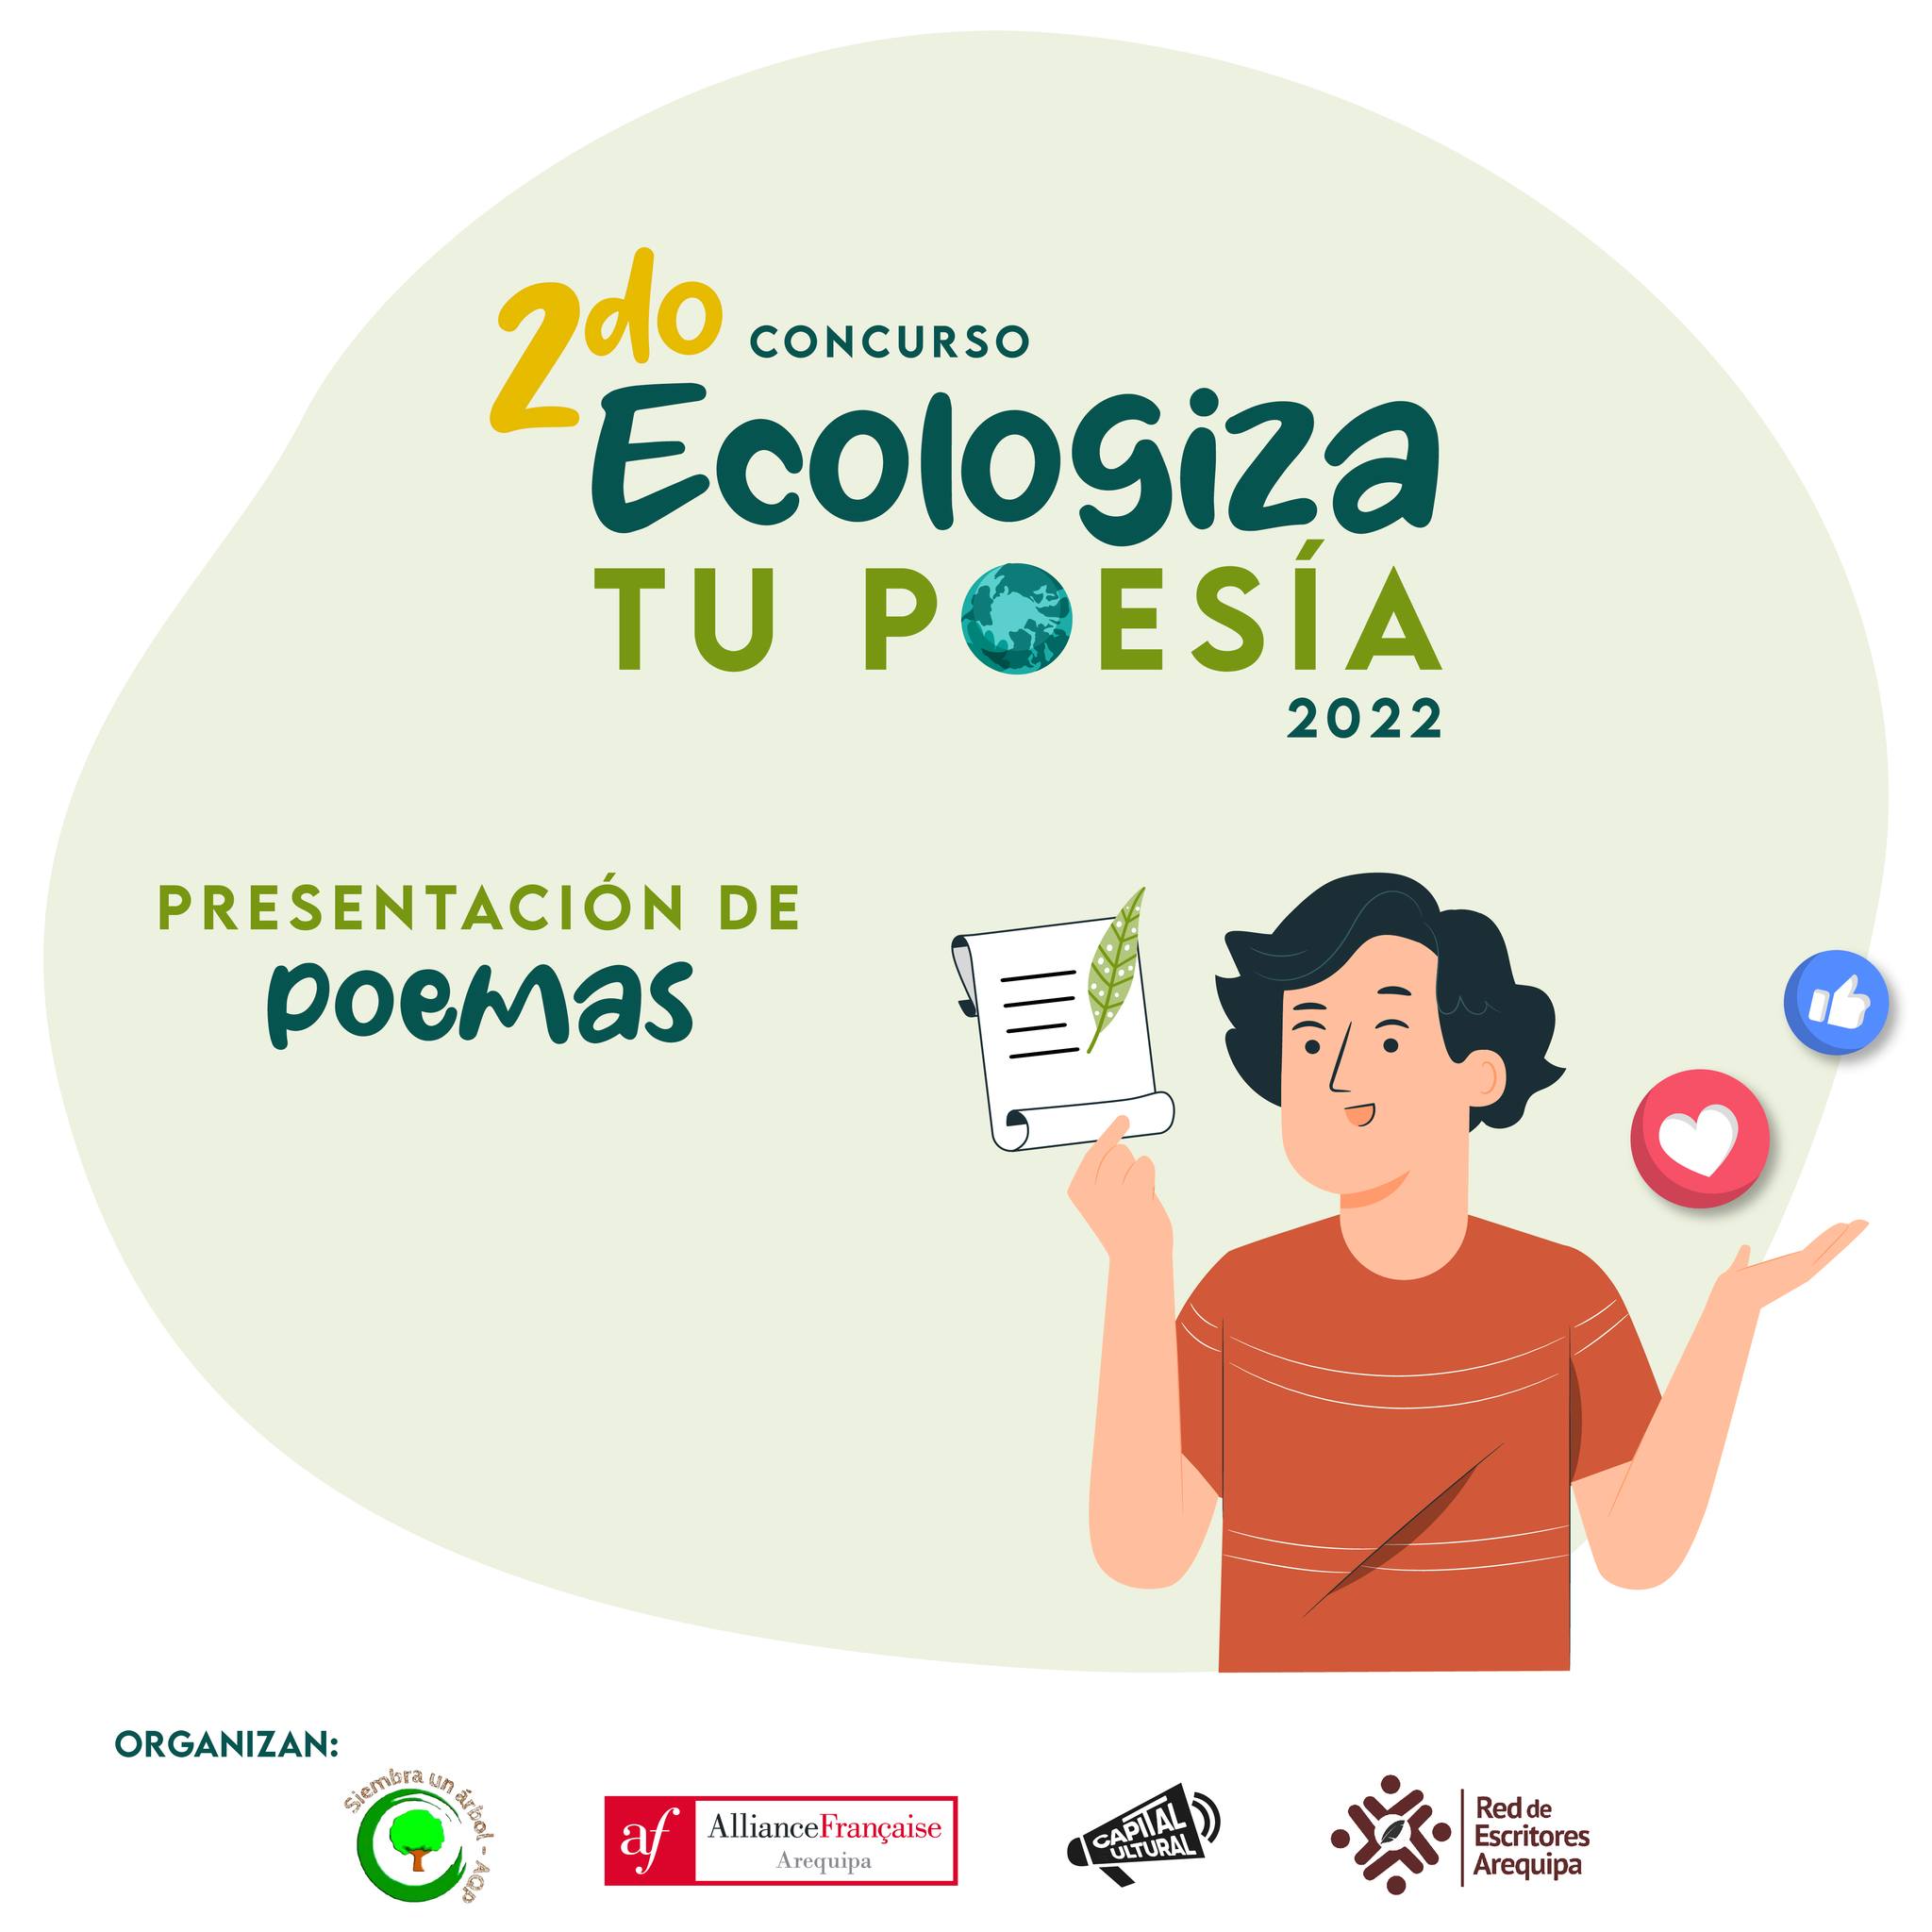 2do CONCURSO
Ecologiza
TU POESÍA
2022
PRESENTACIÓN DE
poemas
ORGANIZAN:
Siembra un árbol - AQP
af
AllianceFrançaise
Arequipa
CAPITAL
CULTURAL
Red de
Escritores
Arequipa